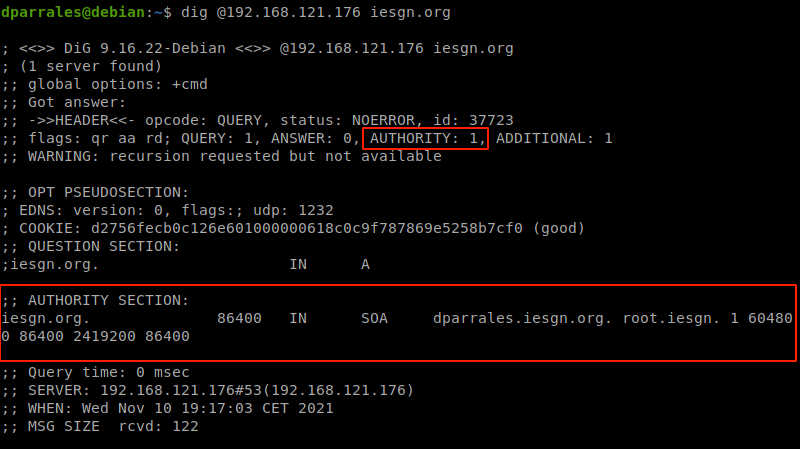 dparrales@debian:~$ dig @192.168.121.176 iesgn.org
; <<>> DiG 9.16.22-Debian <<>> @192.168.121.176 iesgn.org
; (1 server found)
;; global options: +cmd
;; Got answer:
;; ->>HEADER<<- opcode: QUERY, status: NOERROR, id: 37723
;; flags: qr aa rd; QUERY: 1, ANSWER: 0, AUTHORITY: 1, ADDITIONAL: 1
;; WARNING: recursion requested but not available
;; OPT PSEUDOSECTION:
; EDNS: version: 0, flags:; udp: 1232
; COOKIE: d2756fecb0c126e601000000618c0c9f787869e5258b7cf0 (good)
;; QUESTION SECTION:
;iesgn.org. IN A
;; AUTHORITY SECTION:
iesgn.org. 86400 IN SOA dparrales.iesgn.org. root.iesgn. 1 60480
0 86400 2419200 86400
;; Query time: 0 msec
;; SERVER: 192.168.121.176#53(192.168.121.176)
;; WHEN: Wed Nov 10 19:17:03 CET 2021
;; MSG SIZE rcvd: 122